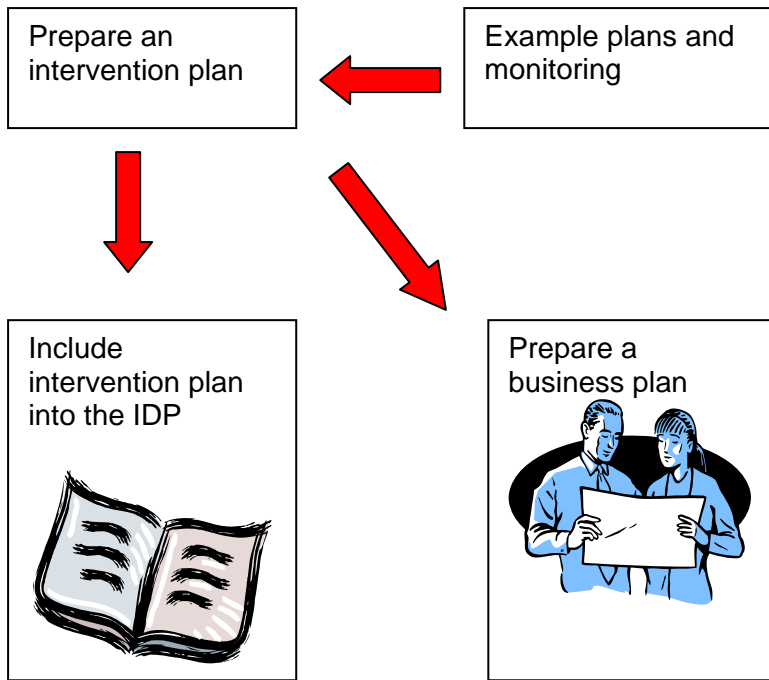 Prepare an
intervention plan
Example plans and
monitoring
Include
intervention plan
into the IDP
Prepare a
business plan